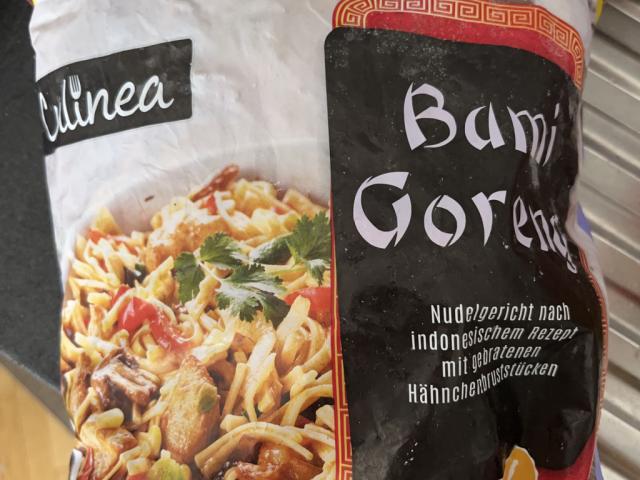 Culinea
Bami
Goreng
Nudelgericht nach
indonesischem Rezept
mit gebratenen
Hähnchenbruststücken